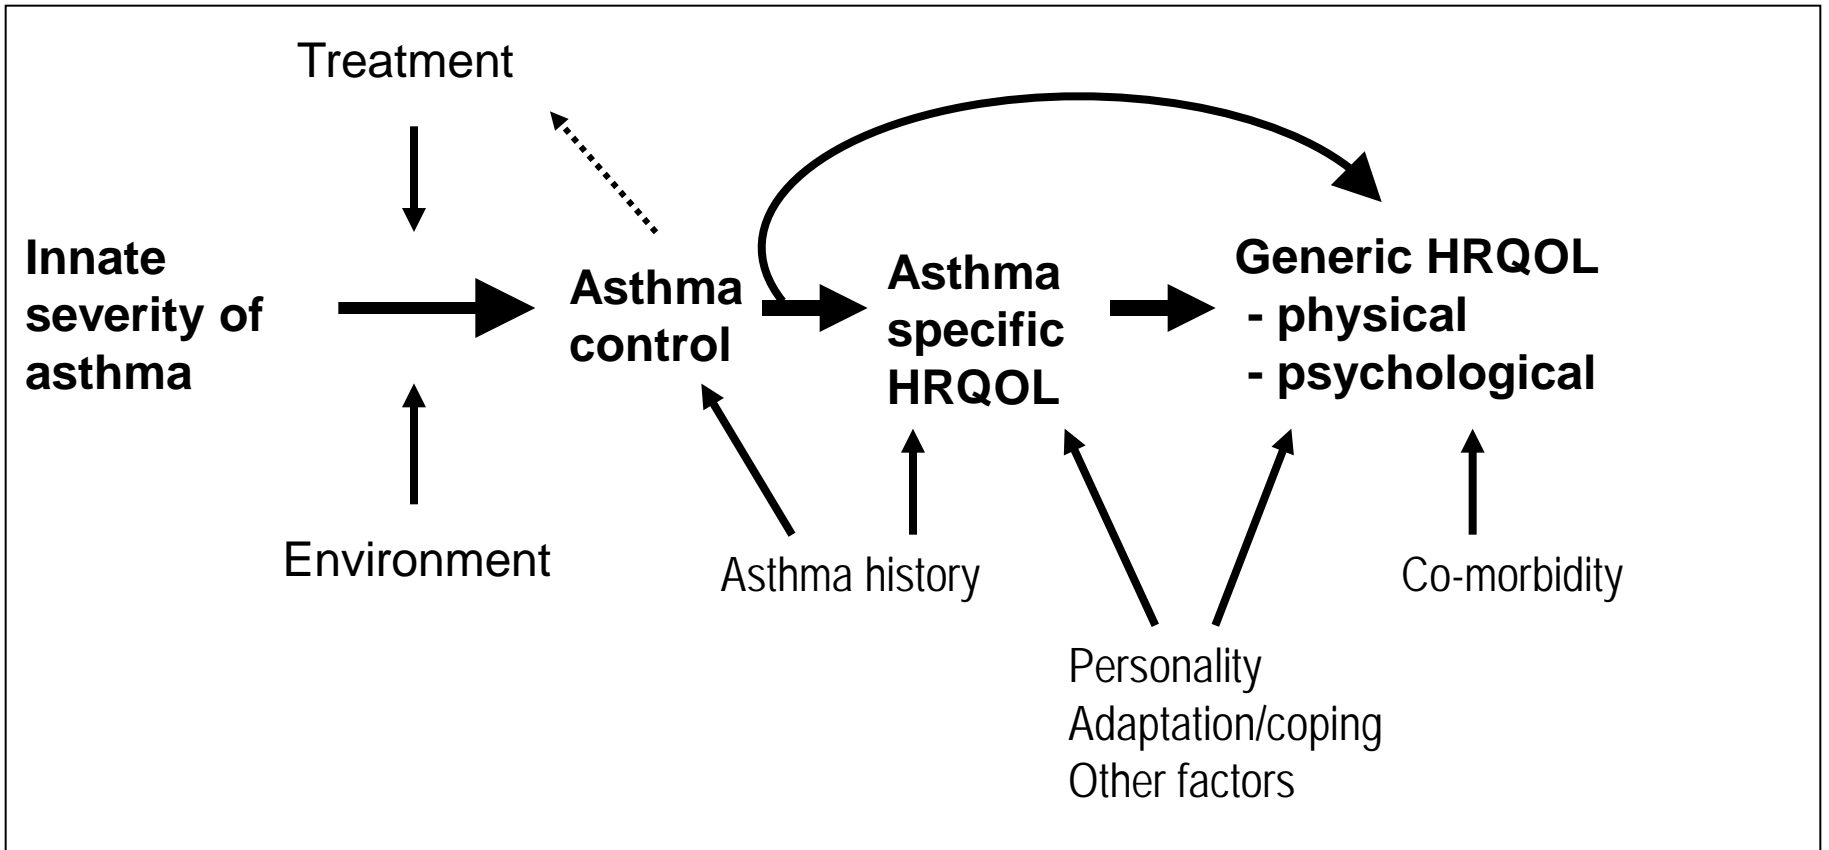 Treatment
Innate
severity of
asthma
Asthma
control
Asthma
specific
HRQOL
Generic HRQOL
- physical
- psychological
Environment
Asthma history
Co-morbidity
Personality
Adaptation/coping
Other factors